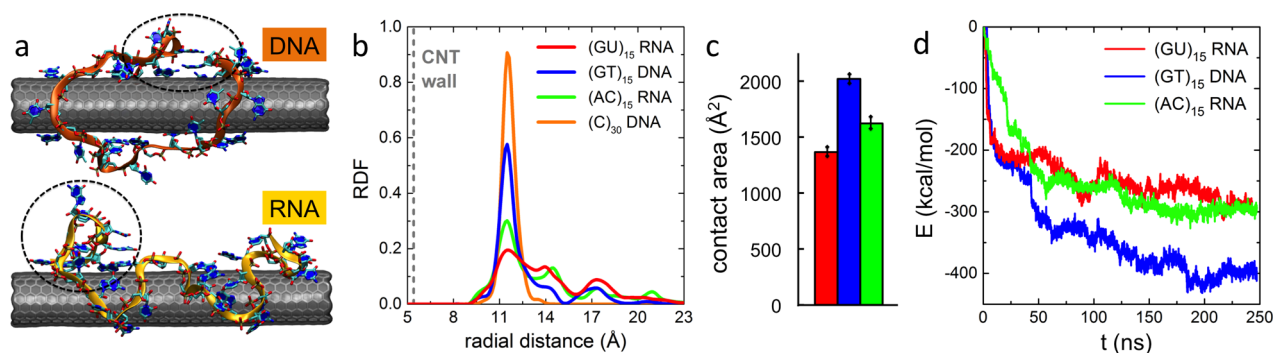 a
DNA
RNA
b
RDF
1.0
0.8
0.6
0.4
0.2
0.0
CNT
wall
(GU)₁₅ RNA
(GT)₁₅ DNA
(AC)₁₅ RNA
(C)₃₀ DNA
5 8 11 14 17 20 23
radial distance (Å)
c
contact area (Å²)
2000
1500
1000
500
0
d
E (kcal/mol)
0
-100
-200
-300
-400
(GU)₁₅ RNA
(GT)₁₅ DNA
(AC)₁₅ RNA
0 50 100 150 200 250
t (ns)